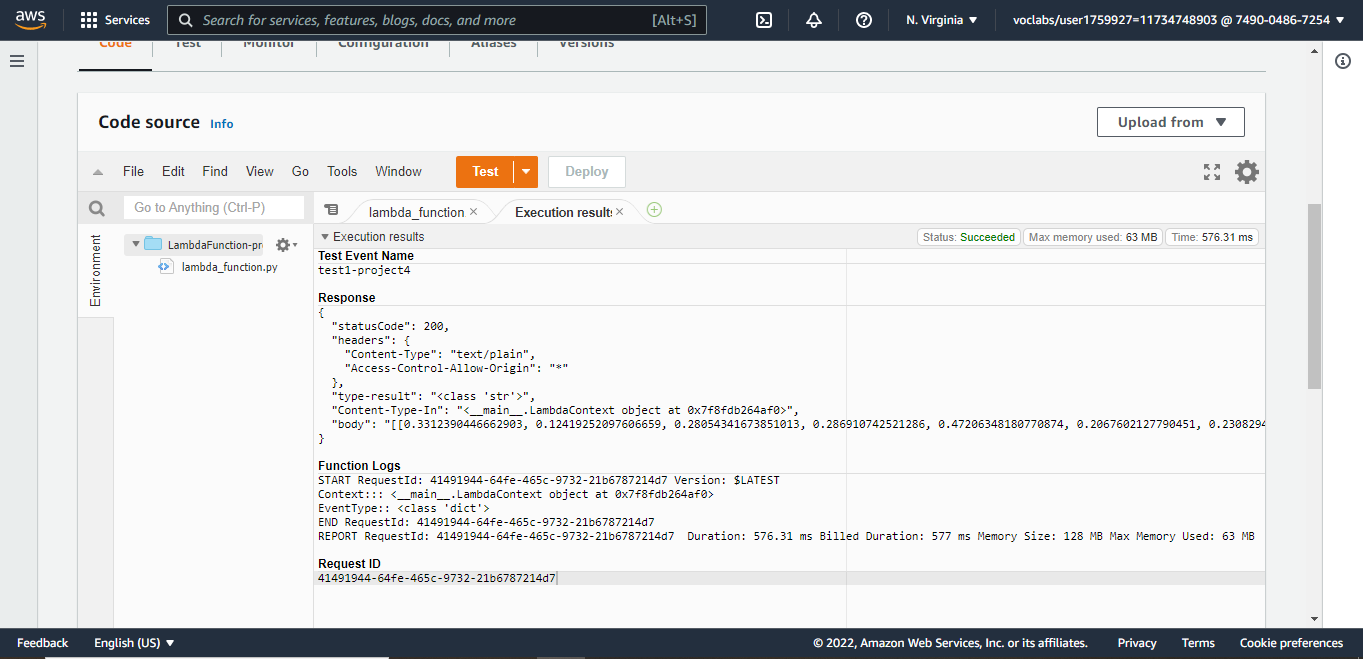 aws
Services
Search for services, features, blogs, docs, and more
[Alt+S]
N. Virginia
voclabs/user1759927=11734748903 @ 7490-0486-7254
Code
Test
Monitor
Configuration
Aliases
Versions
Code source
Info
Upload from
File
Edit
Find
View
Go
Tools
Window
Test
Deploy
Go to Anything (Ctrl-P)
lambda_function
Execution results
Environment
LambdaFunction-pr
lambda_function.py
Execution results
Status: Succeeded
Max memory used: 63 MB
Time: 576.31 ms
Test Event Name
test1-project4
Response
{
"statusCode": 200,
"headers": {
"Content-Type": "text/plain",
"Access-Control-Allow-Origin": "*"
},
"type-result": "<class 'str'>",
"Content-Type-In": "<__main__.LambdaContext object at 0x7f8fdb264af0>",
"body": "[[0.3312390446662903, 0.12419252097606659, 0.28054341673851013, 0.286910742521286, 0.47206348180770874, 0.2067602127790451, 0.2308294
}
Function Logs
START RequestId: 41491944-64fe-465c-9732-21b6787214d7 Version: $LATEST
Context::: <__main__.LambdaContext object at 0x7f8fdb264af0>
EventType:: <class 'dict'>
END RequestId: 41491944-64fe-465c-9732-21b6787214d7
REPORT RequestId: 41491944-64fe-465c-9732-21b6787214d7 Duration: 576.31 ms Billed Duration: 577 ms Memory Size: 128 MB Max Memory Used: 63 MB
Request ID
41491944-64fe-465c-9732-21b6787214d7
Feedback
English (US)
© 2022, Amazon Web Services, Inc. or its affiliates.
Privacy
Terms
Cookie preferences